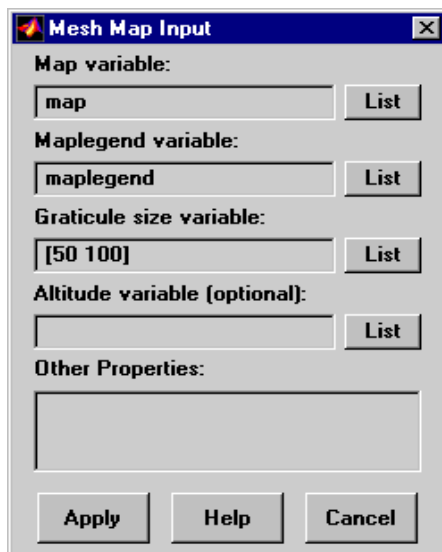 Mesh Map Input
Map variable:
map List
Maplegend variable:
maplegend List
Graticule size variable:
[50 100] List
Altitude variable (optional):
List
Other Properties:
Apply Help Cancel